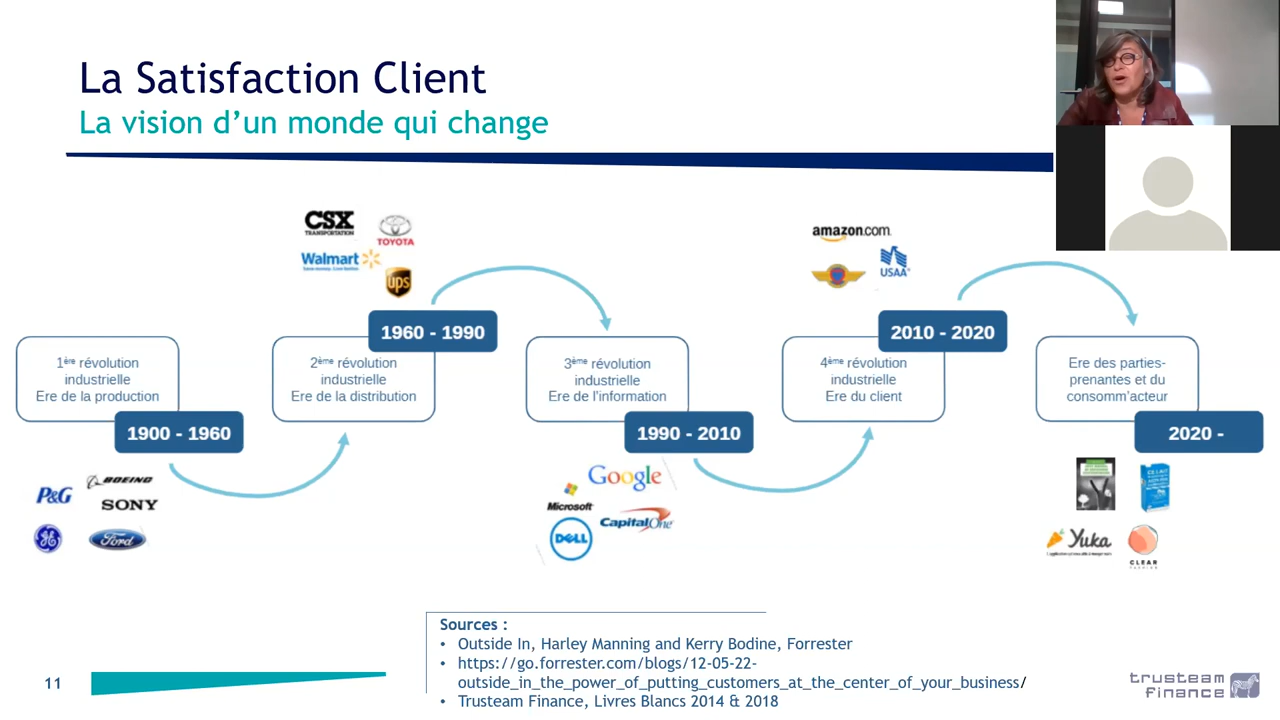 La Satisfaction Client
La vision d’un monde qui change
CSX
TRANSPORTATION
TOYOTA
Walmart
ups
amazon.com
USAA
1960 - 1990
2010 - 2020
1ère révolution
industrielle
Ere de la production
2ème révolution
industrielle
Ere de la distribution
3ème révolution
industrielle
Ere de l’information
4ème révolution
industrielle
Ere du client
Ere des parties-
prenantes et du
consomm’acteur
1900 - 1960
1990 - 2010
2020 -
P&G
BOEING
SONY
Ford
Google
Microsoft
Capital One
DELL
Yuka
CLEAR
Sources :
• Outside In, Harley Manning and Kerry Bodine, Forrester
• https://go.forrester.com/blogs/12-05-22-
outside_in_the_power_of_putting_customers_at_the_center_of_your_business/
• Trusteam Finance, Livres Blancs 2014 & 2018
11
trusteam
finance